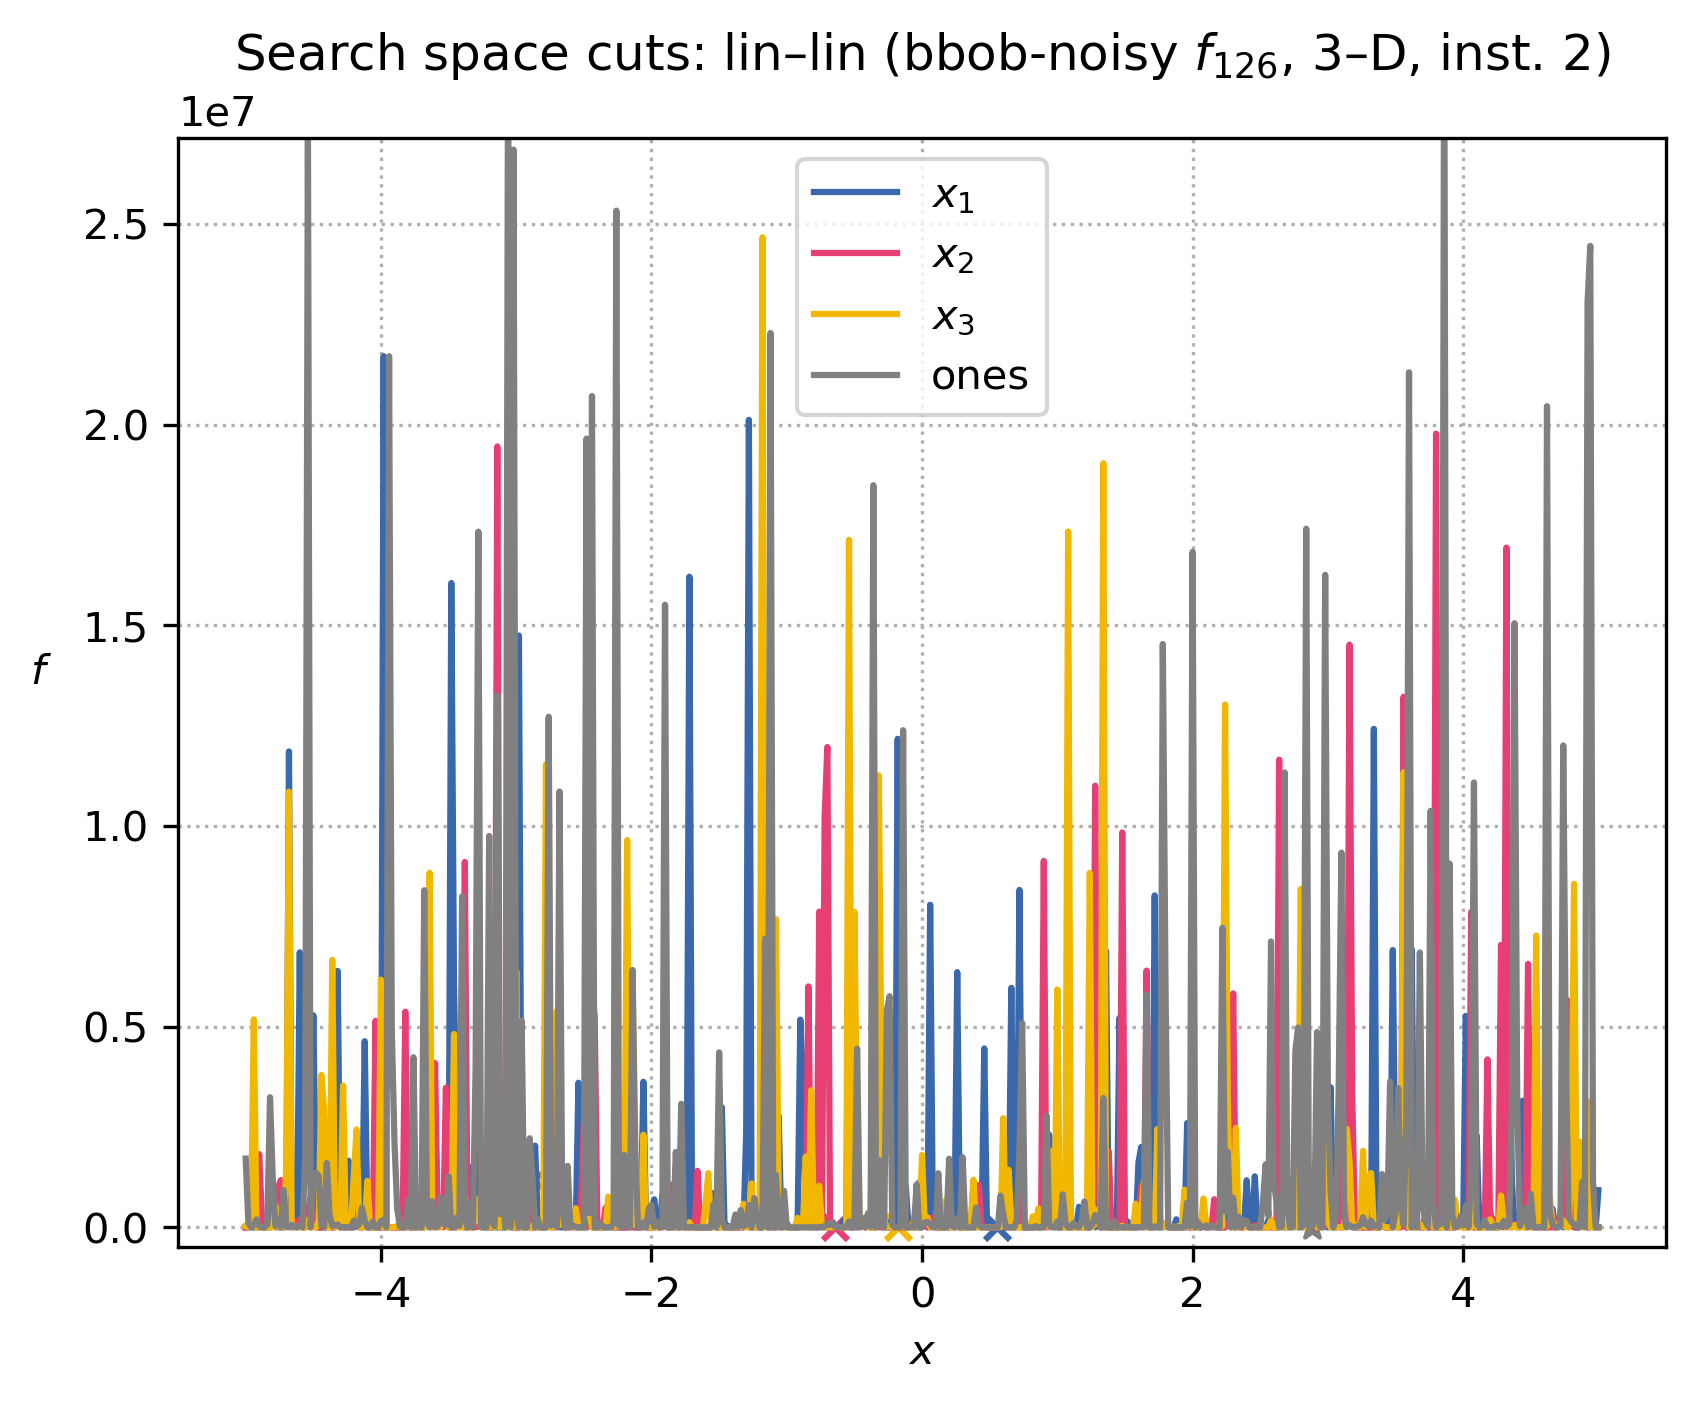 Search space cuts: lin–lin (bbob-noisy f₁₂₆, 3–D, inst. 2)
1e7
x₁
x₂
x₃
ones
2.5
2.0
1.5
1.0
0.5
0.0
f
−4 −2 0 2 4
x